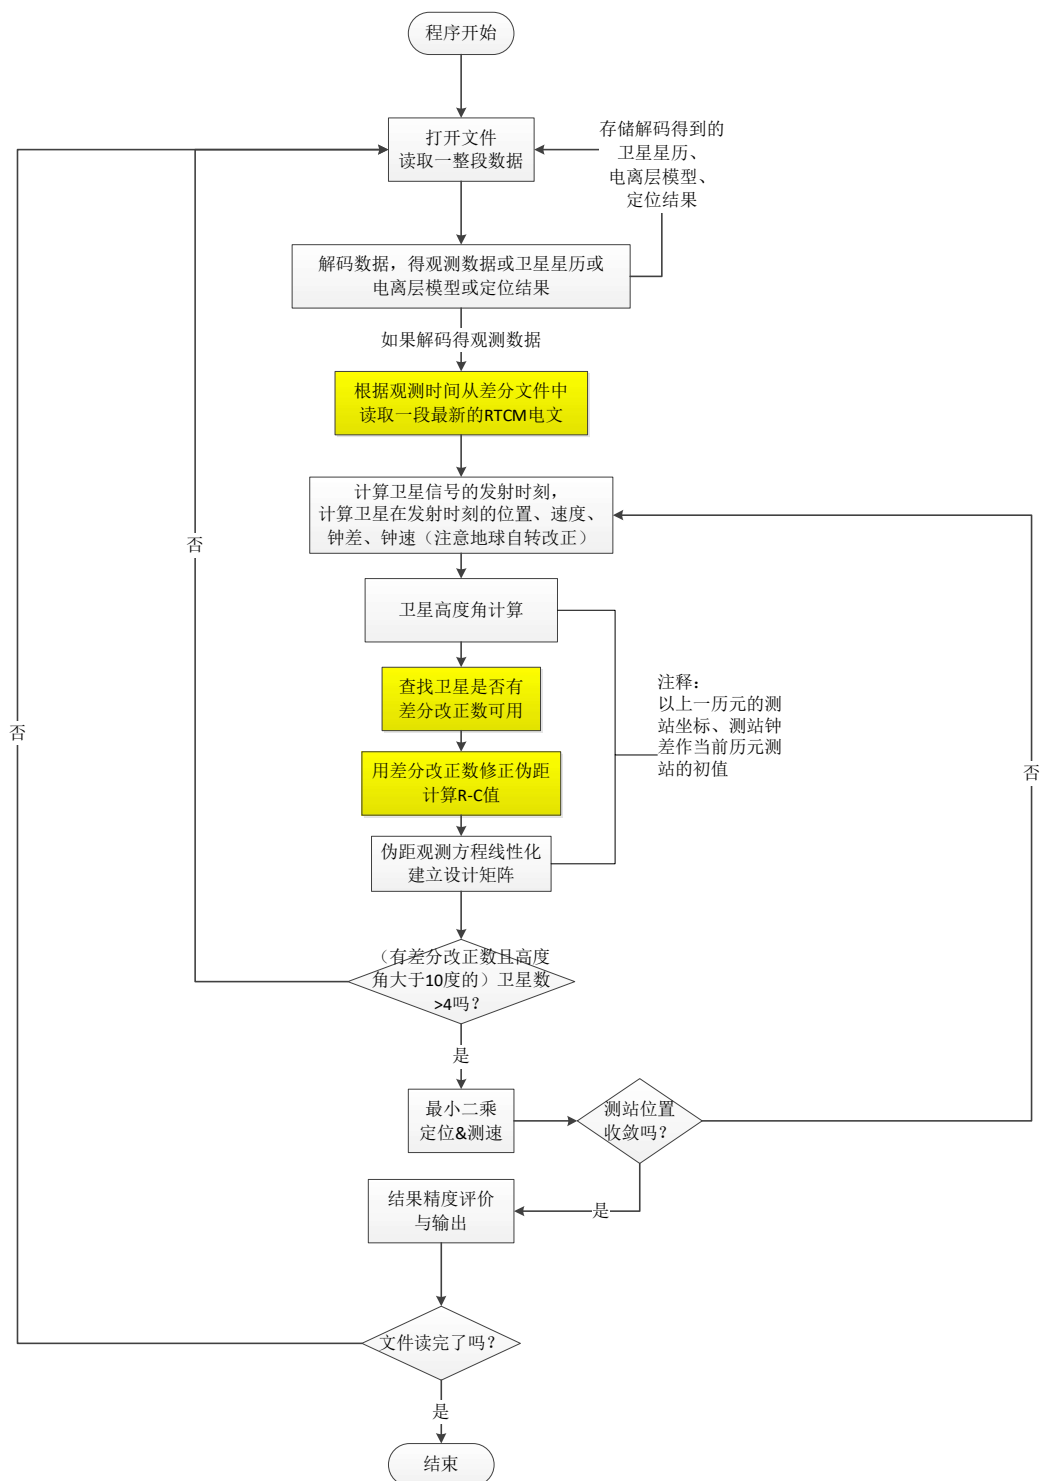 程序开始
打开文件
读取一整段数据
存储解码得到的
卫星星历、
电离层模型、
定位结果
解码数据，得观测数据或卫星星历或
电离层模型或定位结果
如果解码得观测数据
根据观测时间从差分文件中
读取一段最新的RTCM电文
计算卫星信号的发射时刻，
计算卫星在发射时刻的位置、速度、
钟差、钟速（注意地球自转改正）
否
卫星高度角计算
查找卫星是否有
差分改正数可用
注释：
以上一历元的测
站坐标、测站钟
差作当前历元测
站的初值
否
否
用差分改正数修正伪距
计算R-C值
伪距观测方程线性化
建立设计矩阵
（有差分改正数且高度
角大于10度的）卫星数
>4吗？
是
最小二乘
定位&测速
测站位置
收敛吗？
结果精度评价
与输出
是
文件读完了吗？
是
结束